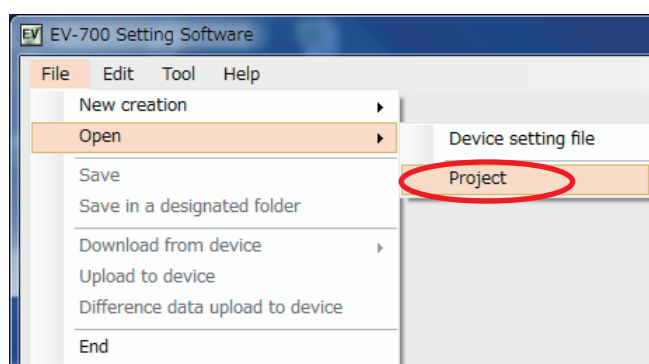 EV EV-700 Setting Software
File Edit Tool Help
New creation
Open
Device setting file
Save
Project
Save in a designated folder
Download from device
Upload to device
Difference data upload to device
End